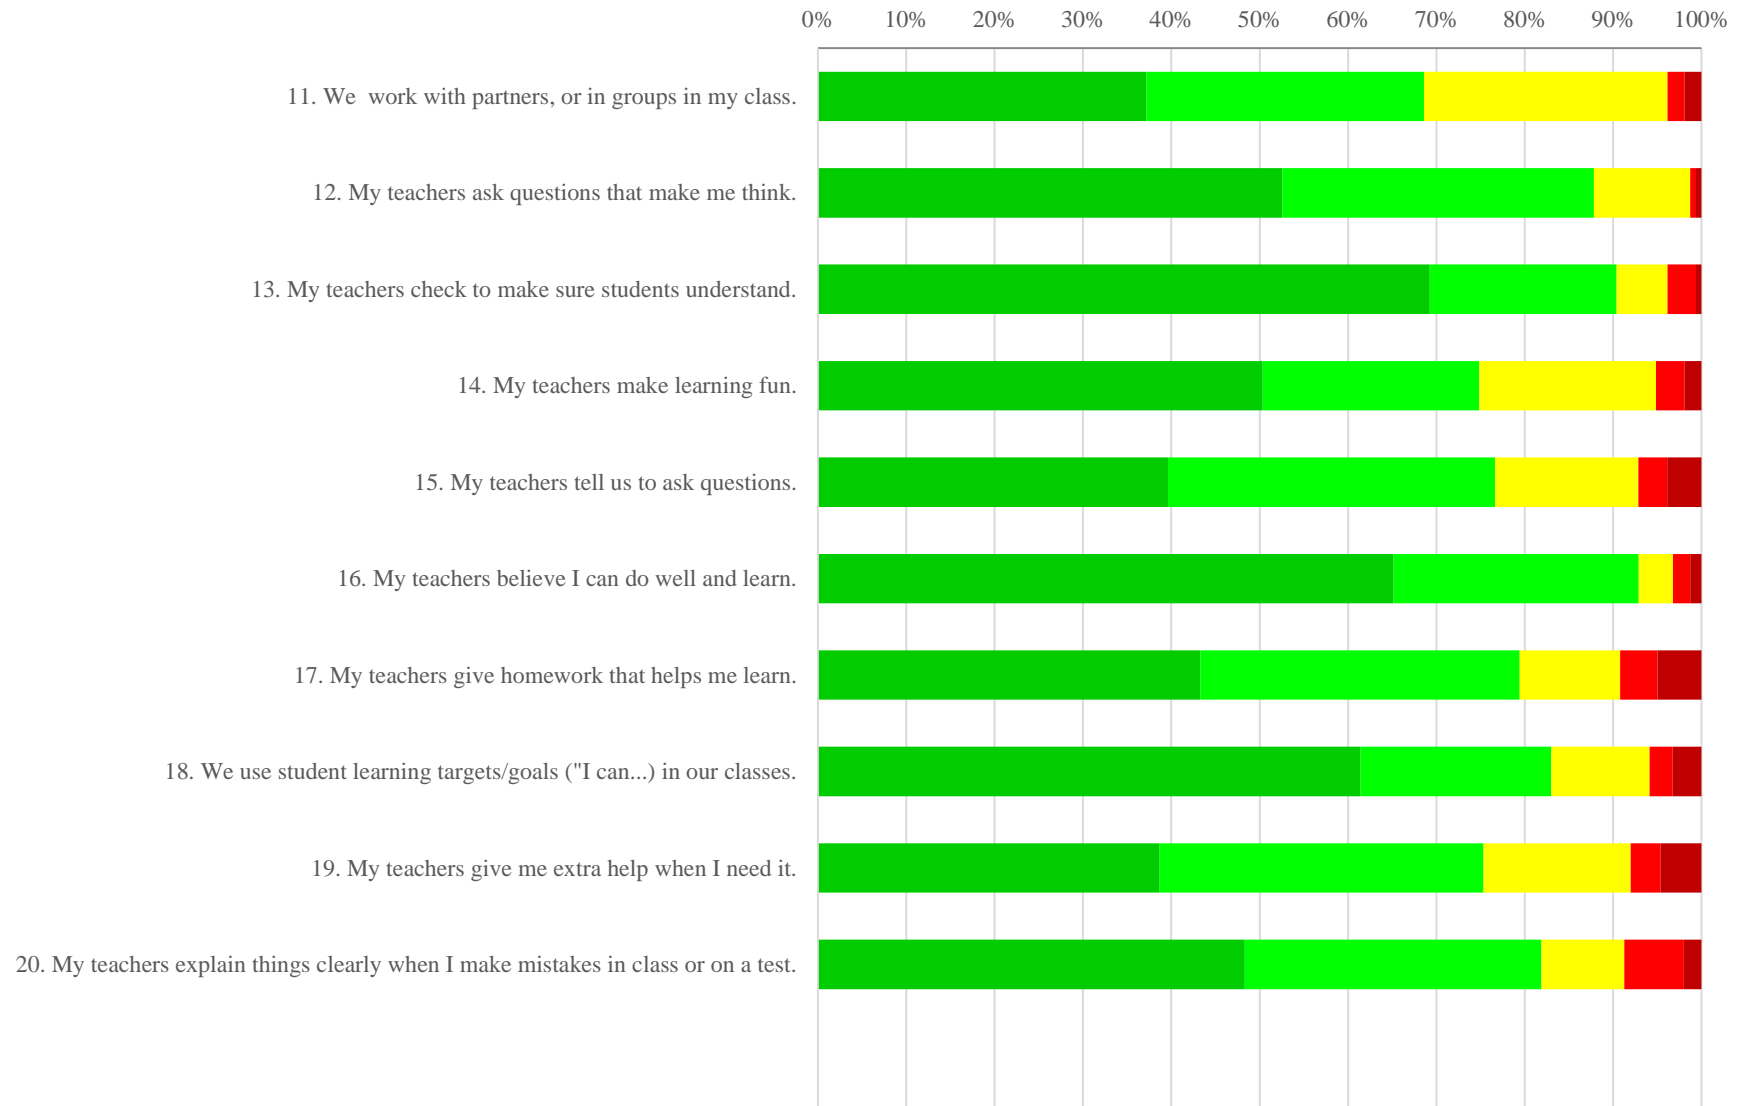 0% 10% 20% 30% 40% 50% 60% 70% 80% 90% 100%
11. We  work with partners, or in groups in my class.
12. My teachers ask questions that make me think.
13. My teachers check to make sure students understand.
14. My teachers make learning fun.
15. My teachers tell us to ask questions.
16. My teachers believe I can do well and learn.
17. My teachers give homework that helps me learn.
18. We use student learning targets/goals ("I can...) in our classes.
19. My teachers give me extra help when I need it.
20. My teachers explain things clearly when I make mistakes in class or on a test.